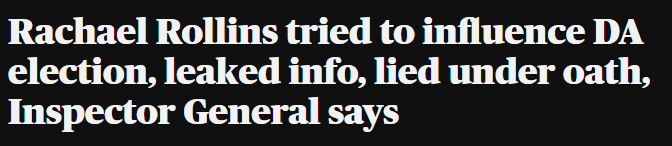 Rachael Rollins tried to influence DA
election, leaked info, lied under oath,
Inspector General says